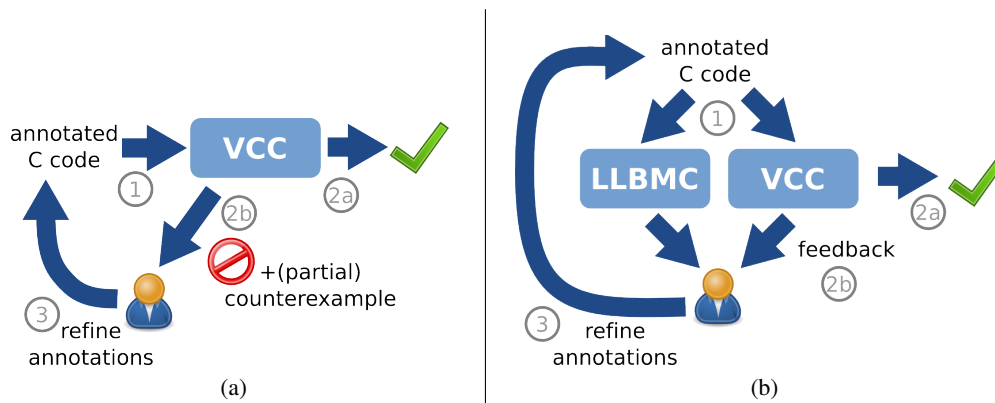 annotated
C code
1
VCC
2a
2b
+(partial)
counterexample
3
refine
annotations
(a)
annotated
C code
1
LLBMC
VCC
2a
feedback
2b
3
refine
annotations
(b)